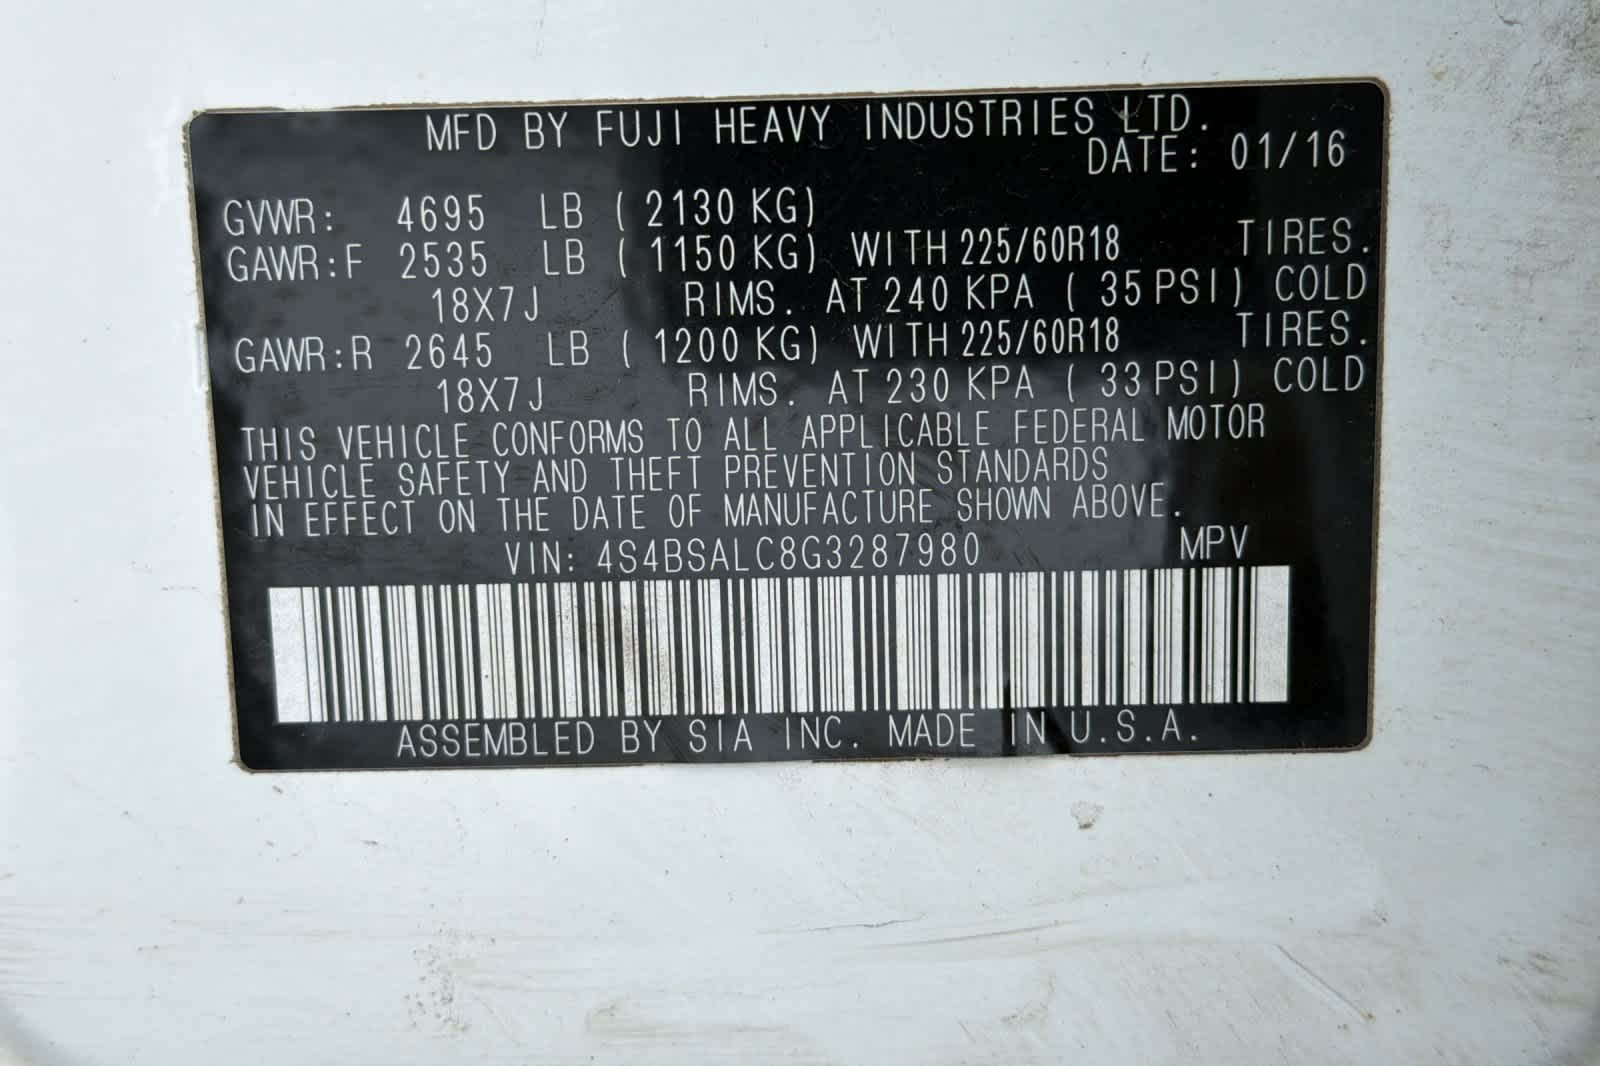 MFD BY FUJI HEAVY INDUSTRIES LTD.
DATE: 01/16
GVWR: 4695 LB ( 2130 KG)
GAWR:F 2535 LB ( 1150 KG) WITH 225/60R18 TIRES.
18X7J RIMS. AT 240 KPA ( 35 PSI) COLD
GAWR:R 2645 LB ( 1200 KG) WITH 225/60R18 TIRES.
18X7J RIMS. AT 230 KPA ( 33 PSI) COLD
THIS VEHICLE CONFORMS TO ALL APPLICABLE FEDERAL MOTOR
VEHICLE SAFETY AND THEFT PREVENTION STANDARDS
IN EFFECT ON THE DATE OF MANUFACTURE SHOWN ABOVE.
VIN: 4S4BSALC8G3287980 MPV
ASSEMBLED BY SIA INC. MADE IN U.S.A.